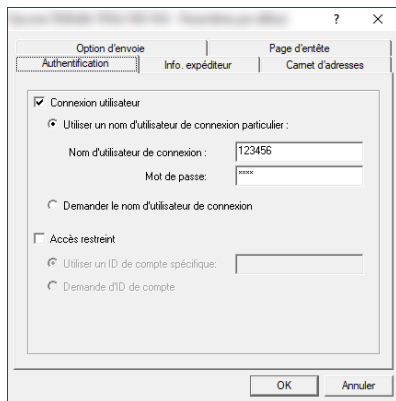 ? ×
Option d'envoie Page d'entête
Authentification Info. expéditeur Carnet d'adresses
Connexion utilisateur
Utiliser un nom d'utilisateur de connexion particulier :
Nom d'utilisateur de connexion : 123456
Mot de passe: ****
Demander le nom d'utilisateur de connexion
Accès restreint
Utiliser un ID de compte spécifique:
Demande d'ID de compte
OK Annuler